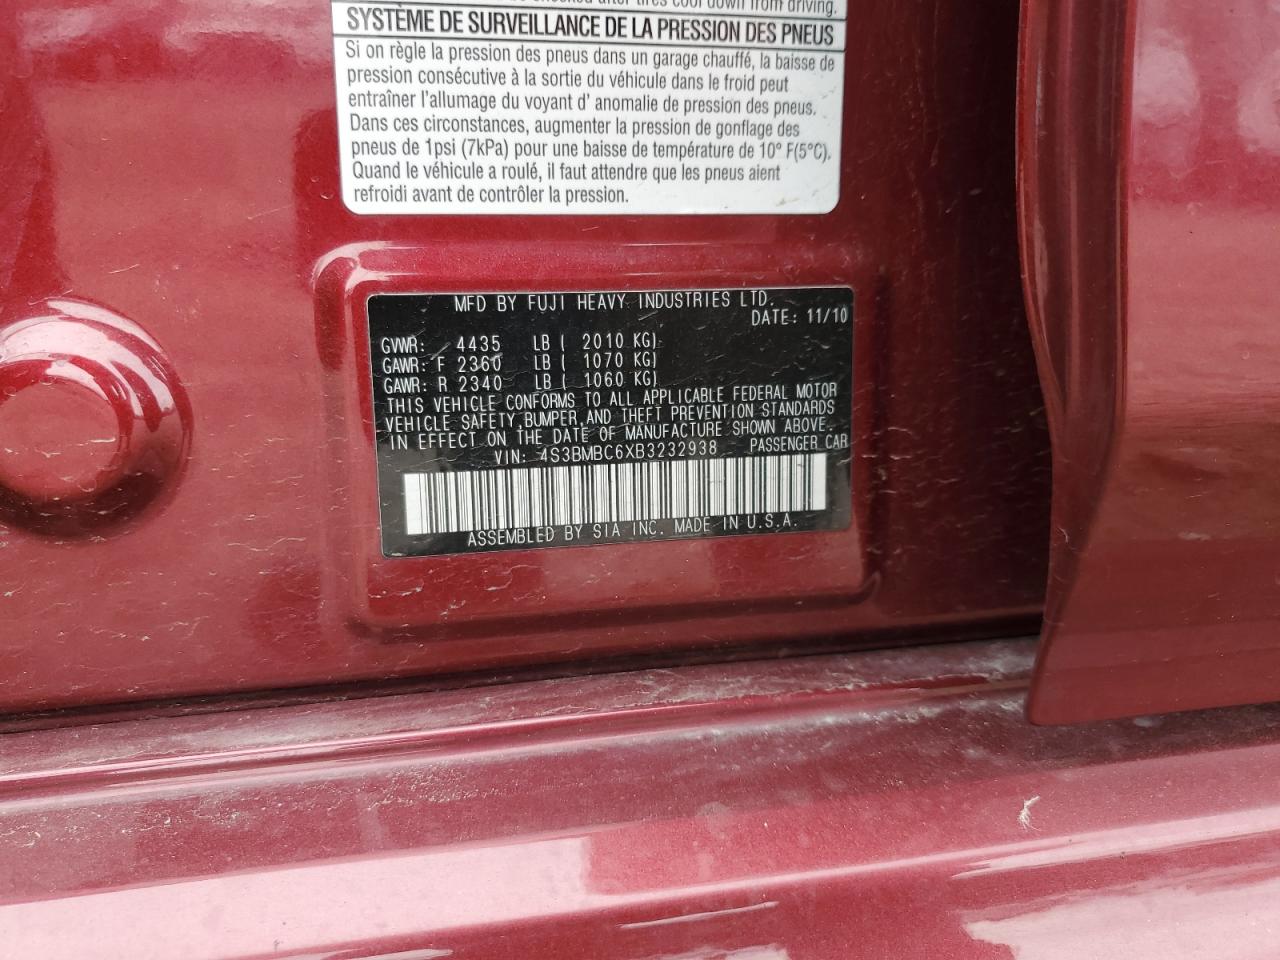 checked after tires cool down from driving.
SYSTÈME DE SURVEILLANCE DE LA PRESSION DES PNEUS
Si on règle la pression des pneus dans un garage chauffé, la baisse de
pression consécutive à la sortie du véhicule dans le froid peut
entraîner l'allumage du voyant d' anomalie de pression des pneus.
Dans ces circonstances, augmenter la pression de gonflage des
pneus de 1psi (7kPa) pour une baisse de température de 10° F(5°C).
Quand le véhicule a roulé, il faut attendre que les pneus aient
refroidi avant de contrôler la pression.
MFD BY FUJI HEAVY INDUSTRIES LTD.
DATE: 11/10
GVWR: 4435 LB ( 2010 KG)
GAWR: F 2360 LB ( 1070 KG)
GAWR: R 2340 LB ( 1060 KG)
THIS VEHICLE CONFORMS TO ALL APPLICABLE FEDERAL MOTOR
VEHICLE SAFETY,BUMPER,AND THEFT PREVENTION STANDARDS
IN EFFECT ON THE DATE OF MANUFACTURE SHOWN ABOVE.
VIN: 4S3BMBC6XB3232938 PASSENGER CAR
ASSEMBLED BY SIA INC. MADE IN U.S.A.